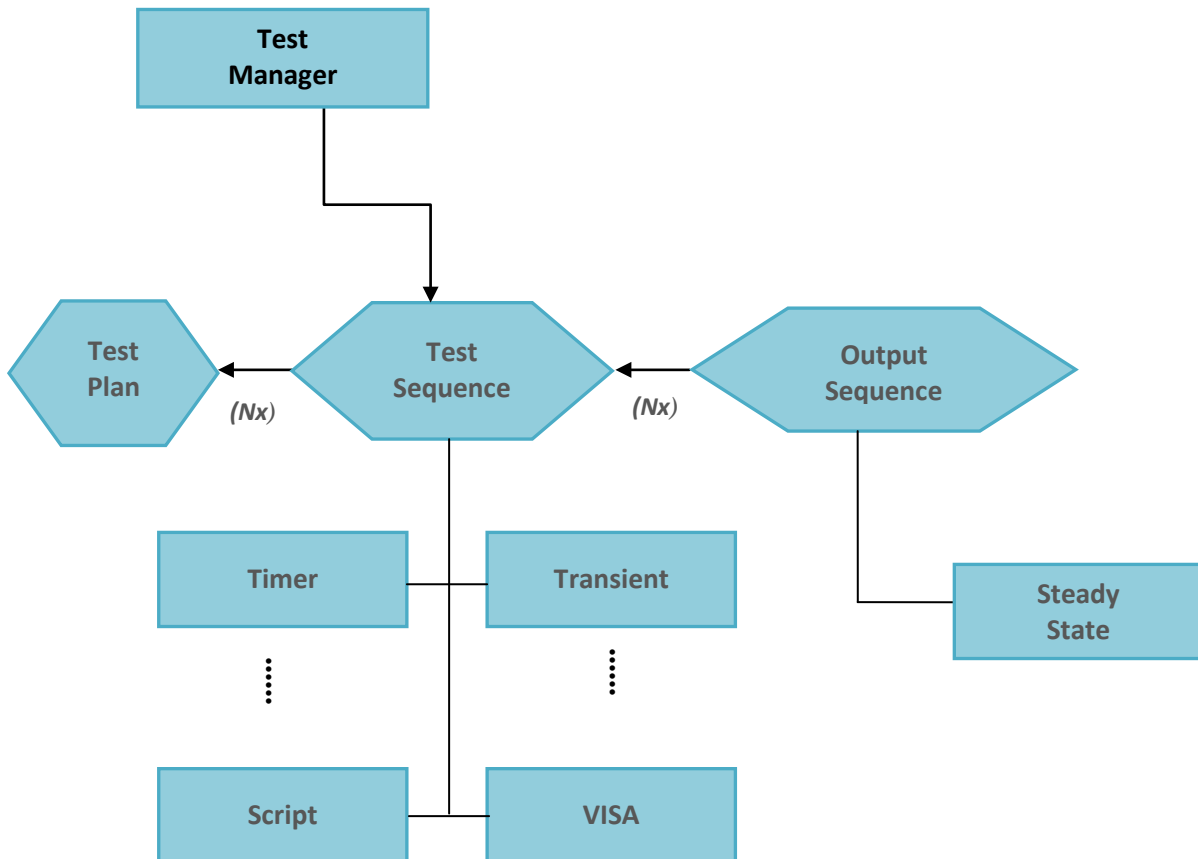 Test
Manager
Test
Plan
(Nx)
Test
Sequence
(Nx)
Output
Sequence
Timer
Transient
Steady
State
Script
VISA